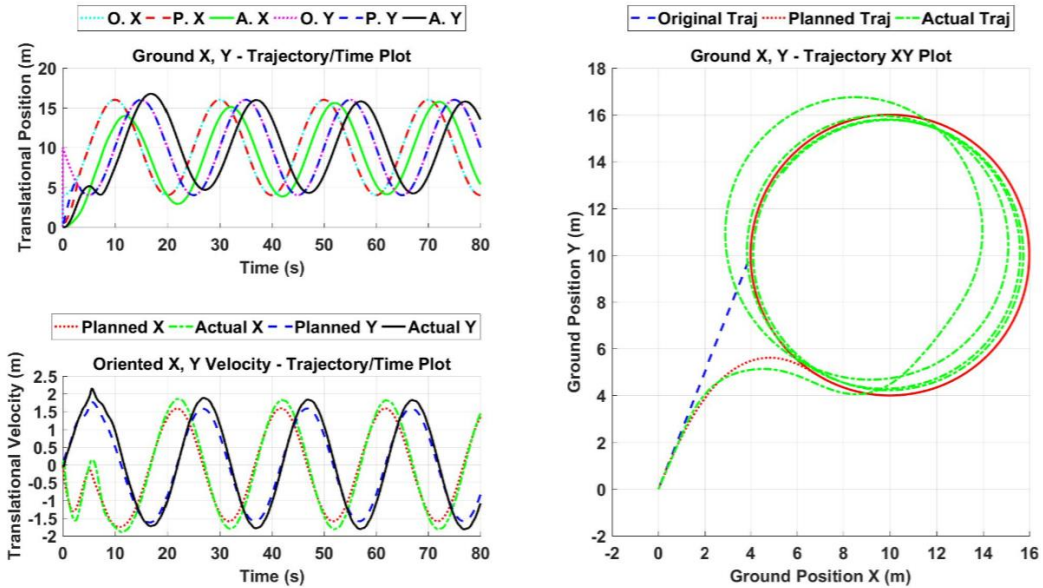 O. X P. X A. X O. Y P. Y A. Y
Ground X, Y - Trajectory/Time Plot
Translational Position (m)
20
15
10
5
0
0 10 20 30 40 50 60 70 80
Time (s)
Planned X Actual X Planned Y Actual Y
Oriented X, Y Velocity - Trajectory/Time Plot
Translational Velocity (m)
2.5
2
1.5
1
0.5
0
-0.5
-1
-1.5
-2
0 10 20 30 40 50 60 70 80
Time (s)
Original Traj Planned Traj Actual Traj
Ground X, Y - Trajectory XY Plot
Ground Position Y (m)
18
16
14
12
10
8
6
4
2
0
-2
-2 0 2 4 6 8 10 12 14 16
Ground Position X (m)